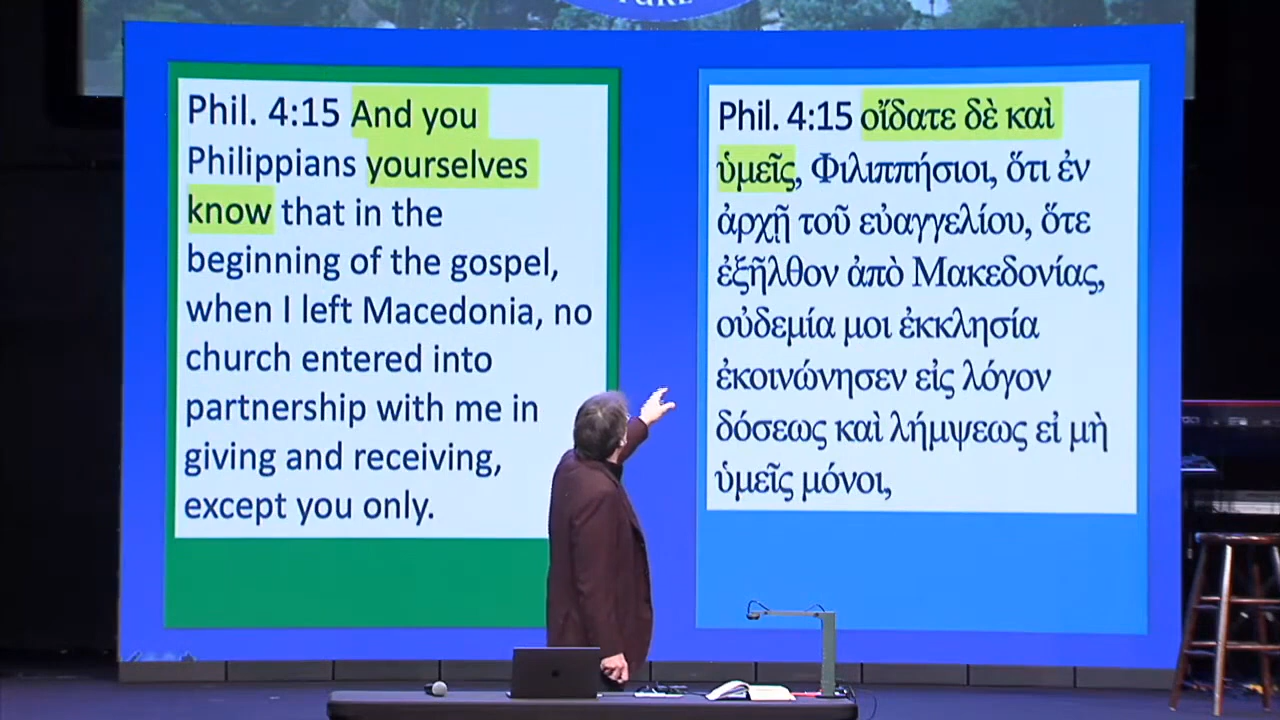 Phil. 4:15 And you
Philippians yourselves
know that in the
beginning of the gospel,
when I left Macedonia, no
church entered into
partnership with me in
giving and receiving,
except you only.
Phil. 4:15 οἴδατε δὲ καὶ
ὑμεῖς, Φιλιππήσιοι, ὅτι ἐν
ἀρχῇ τοῦ εὐαγγελίου, ὅτε
ἐξῆλθον ἀπὸ Μακεδονίας,
οὐδεμία μοι ἐκκλησία
ἐκοινώνησεν εἰς λόγον
δόσεως καὶ λήμψεως εἰ μὴ
ὑμεῖς μόνοι,